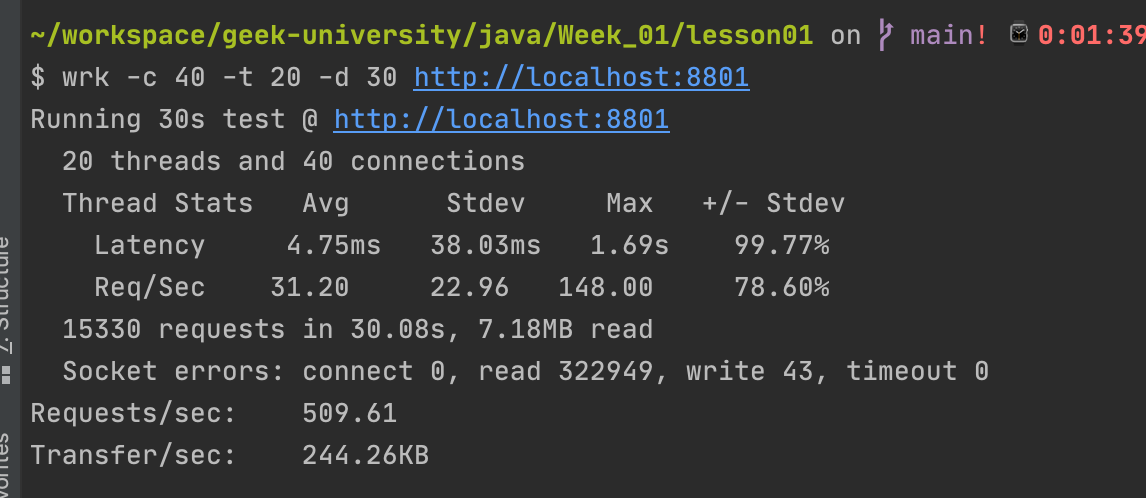 ~/workspace/geek-university/java/Week_01/lesson01 on main! 0:01:39
$ wrk -c 40 -t 20 -d 30 http://localhost:8801
Running 30s test @ http://localhost:8801
20 threads and 40 connections
Thread Stats Avg Stdev Max +/- Stdev
Latency 4.75ms 38.03ms 1.69s 99.77%
Req/Sec 31.20 22.96 148.00 78.60%
15330 requests in 30.08s, 7.18MB read
Socket errors: connect 0, read 322949, write 43, timeout 0
Requests/sec: 509.61
Transfer/sec: 244.26KB
7: Structure